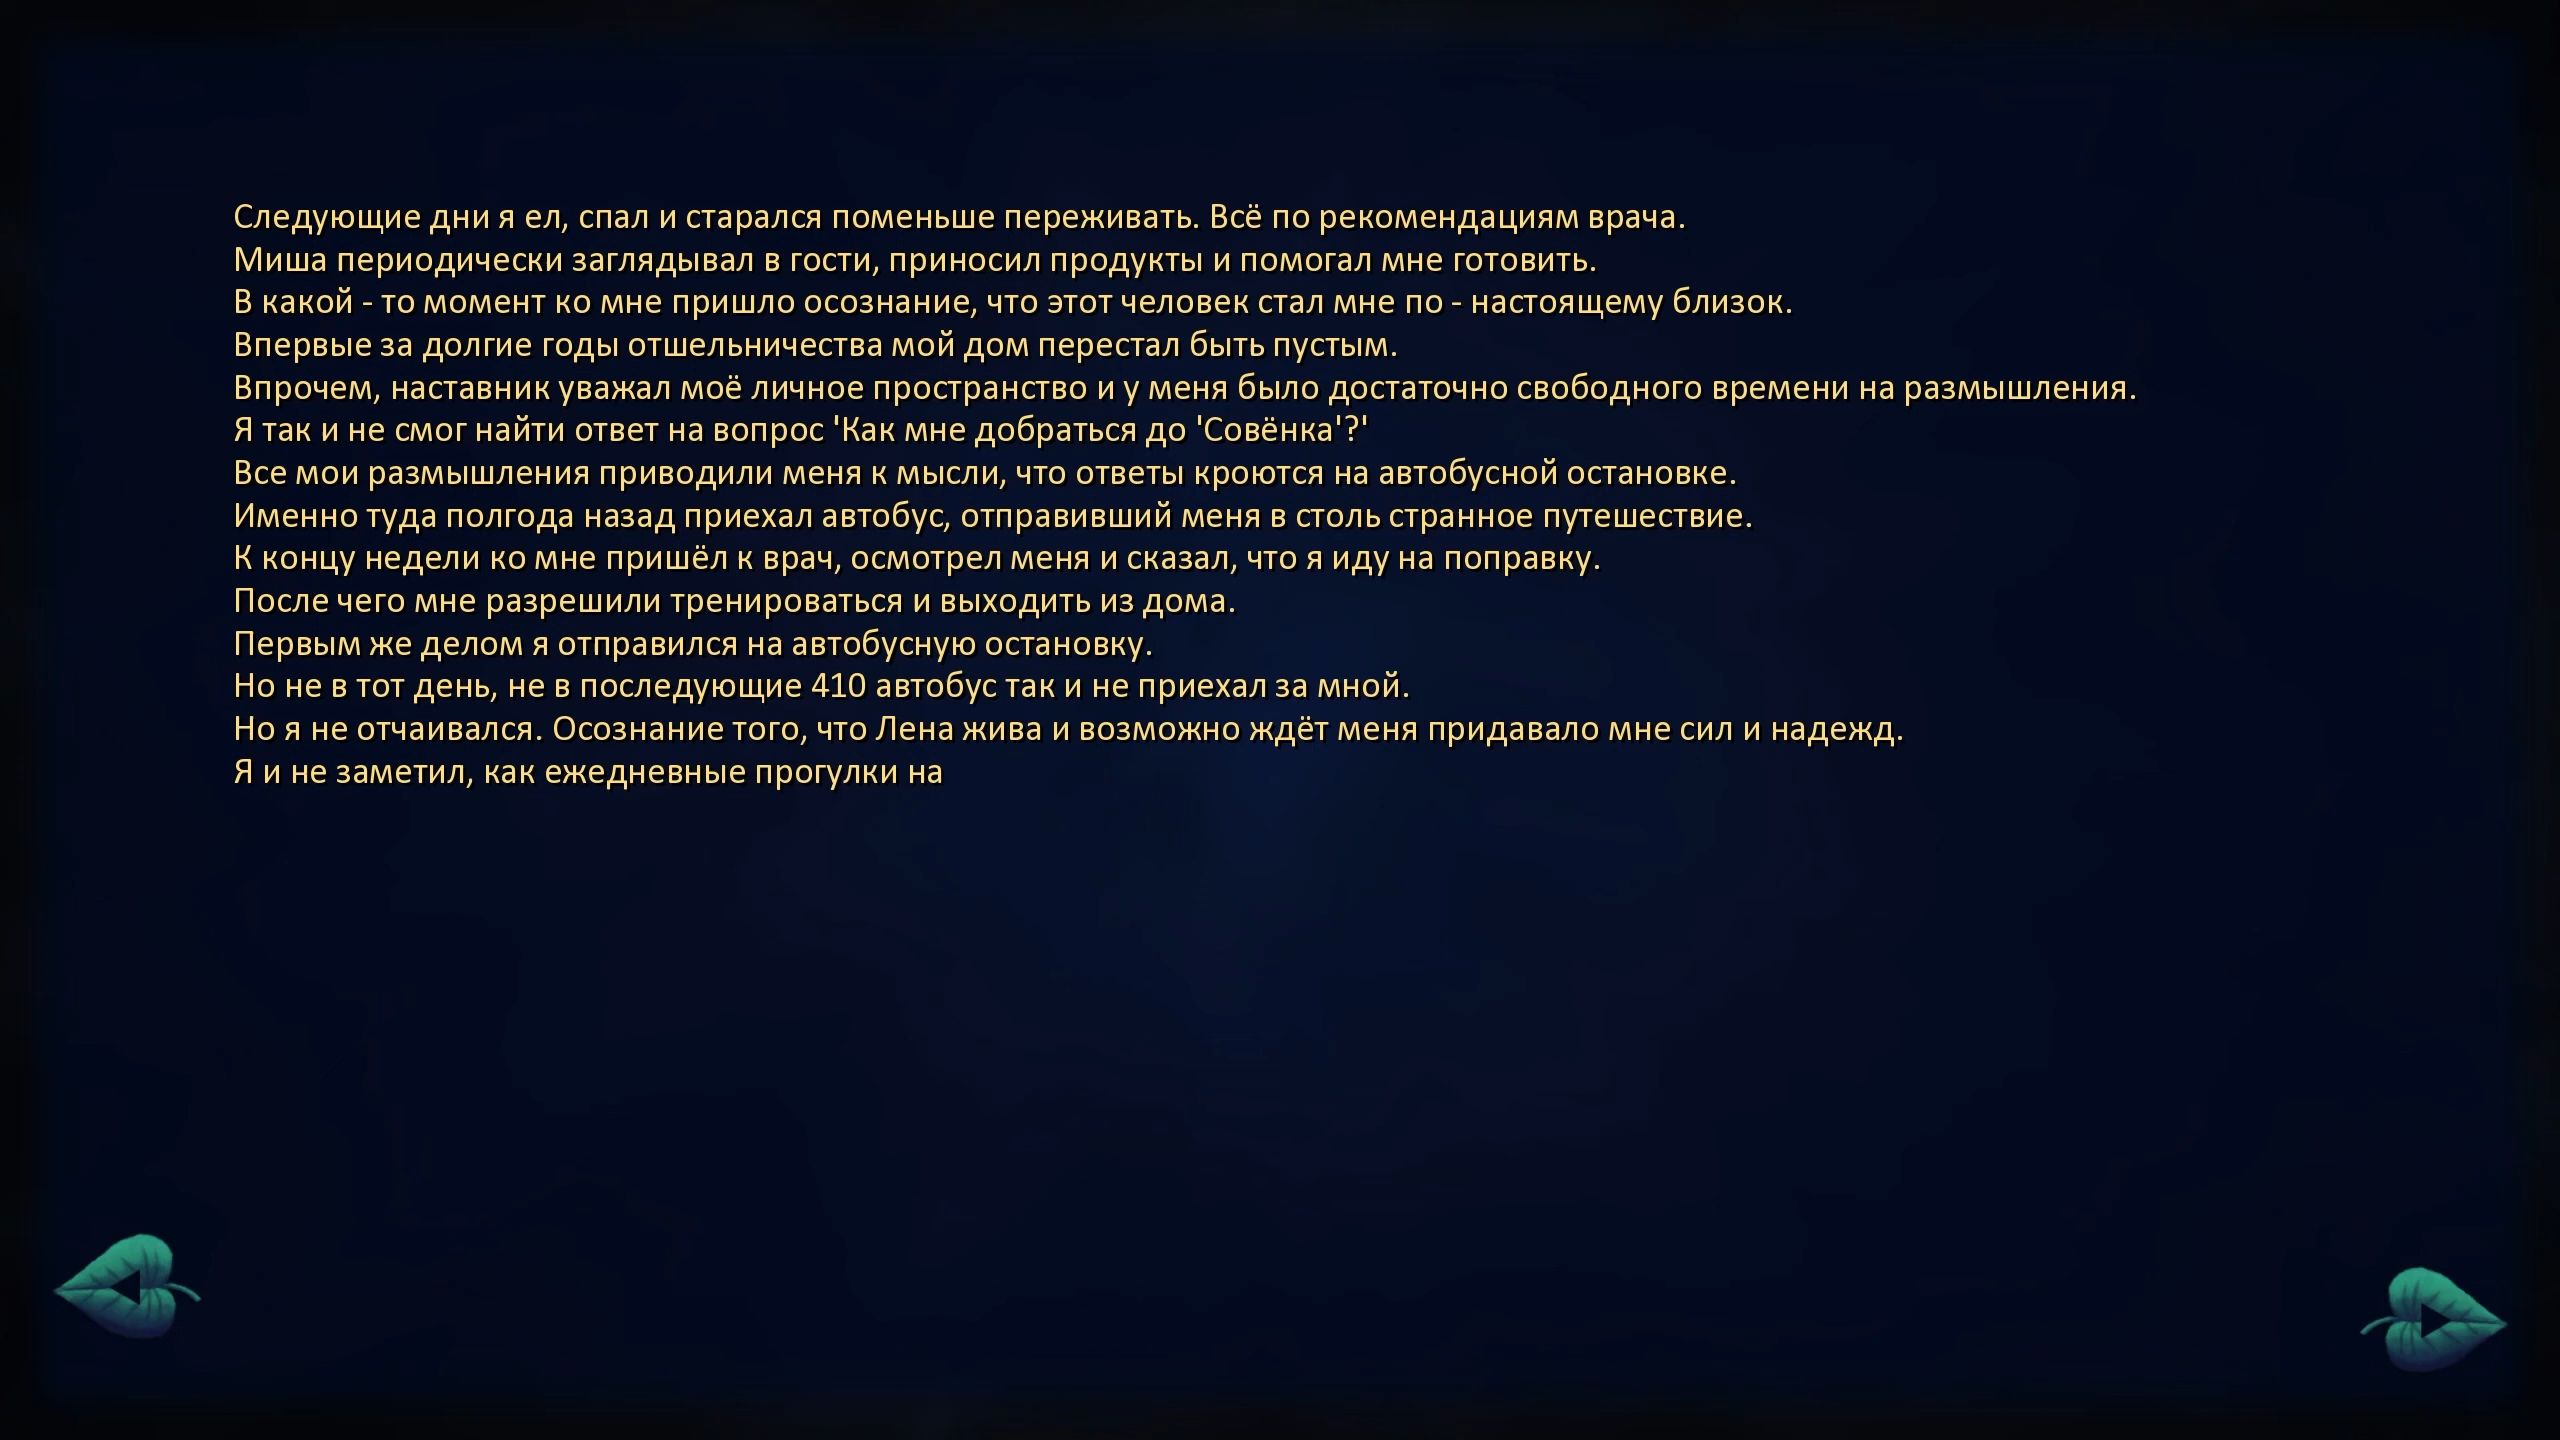 Следующие дни я ел, спал и старался поменьше переживать. Всё по рекомендациям врача.
Миша периодически заглядывал в гости, приносил продукты и помогал мне готовить.
В какой - то момент ко мне пришло осознание, что этот человек стал мне по - настоящему близок.
Впервые за долгие годы отшельничества мой дом перестал быть пустым.
Впрочем, наставник уважал моё личное пространство и у меня было достаточно свободного времени на размышления.
Я так и не смог найти ответ на вопрос 'Как мне добраться до 'Совёнка'?'
Все мои размышления приводили меня к мысли, что ответы кроются на автобусной остановке.
Именно туда полгода назад приехал автобус, отправивший меня в столь странное путешествие.
К концу недели ко мне пришёл к врач, осмотрел меня и сказал, что я иду на поправку.
После чего мне разрешили тренироваться и выходить из дома.
Первым же делом я отправился на автобусную остановку.
Но не в тот день, не в последующие 410 автобус так и не приехал за мной.
Но я не отчаивался. Осознание того, что Лена жива и возможно ждёт меня придавало мне сил и надежд.
Я и не заметил, как ежедневные прогулки на